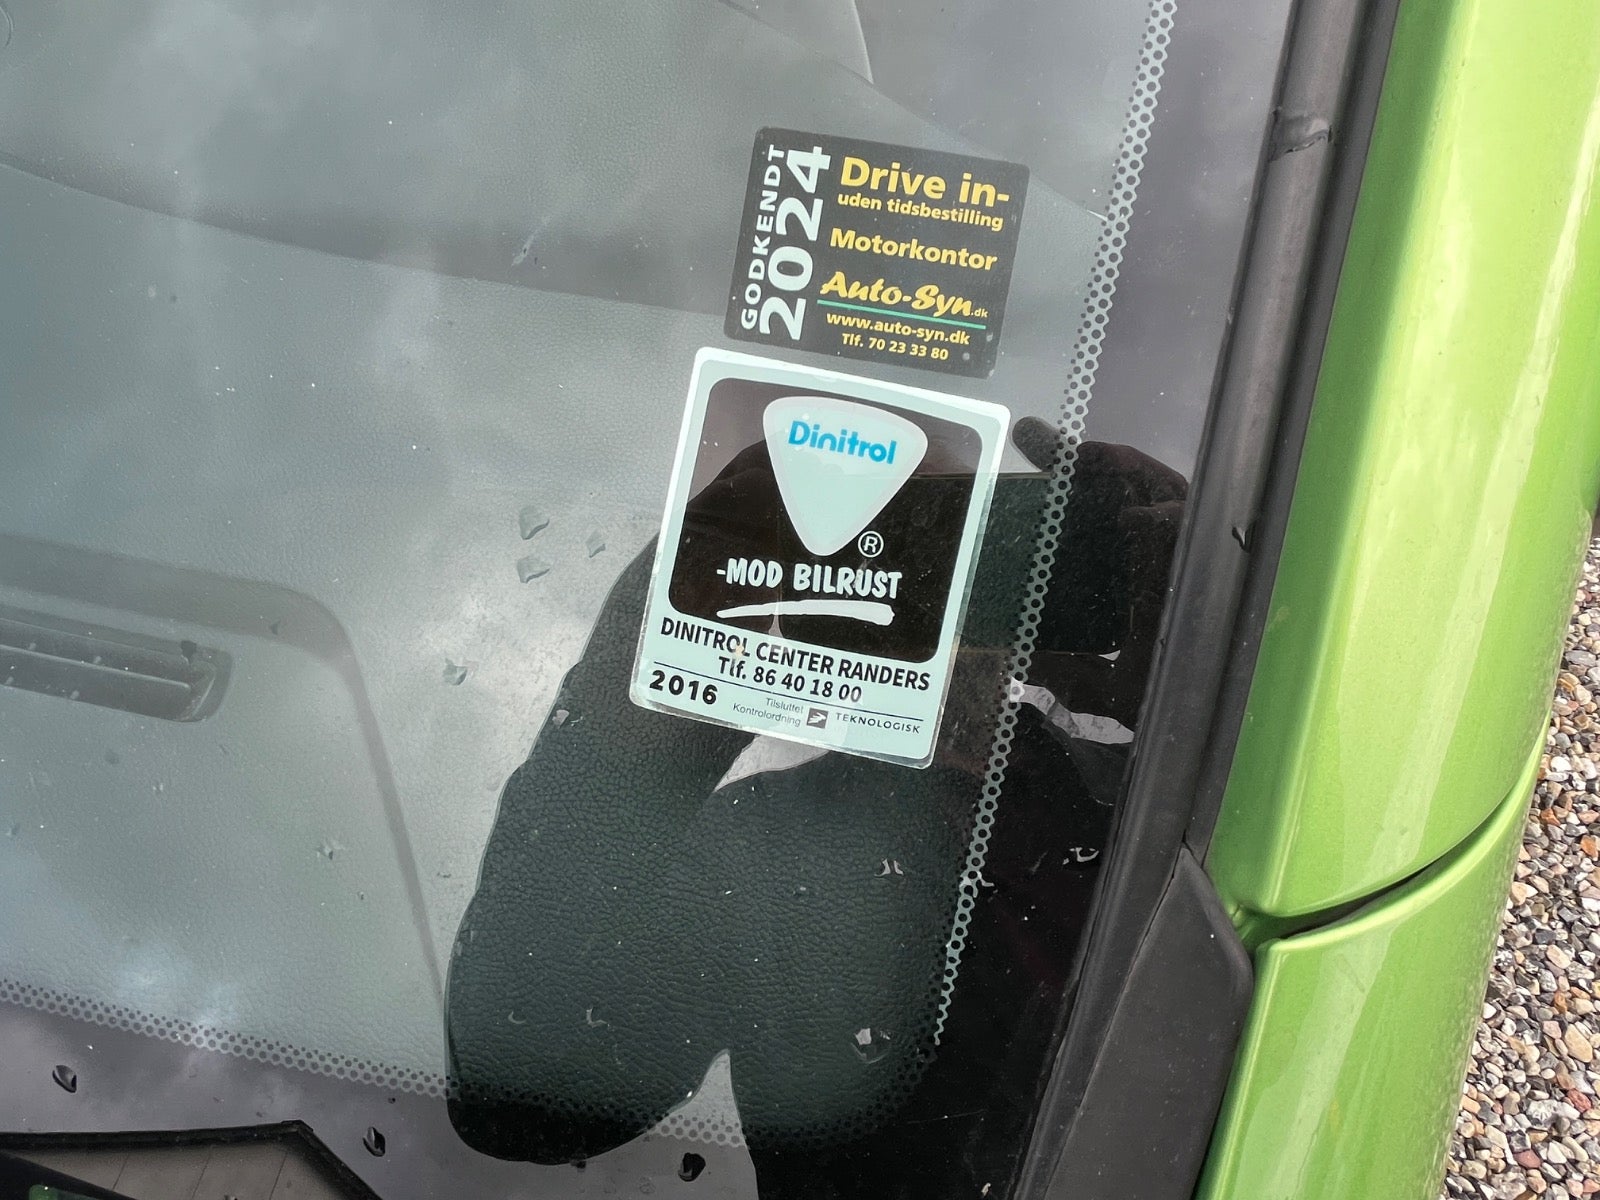 GODKENDT
2024
Drive in-
uden tidsbestilling
Motorkontor
Auto-Syn.dk
www.auto-syn.dk
Tlf. 70 23 33 80
Dinitrol
®
-MOD BILRUST
DINITROL CENTER RANDERS
Tlf. 86 40 18 00
2016
Tilsluttet
Kontrolordning
TEKNOLOGISK